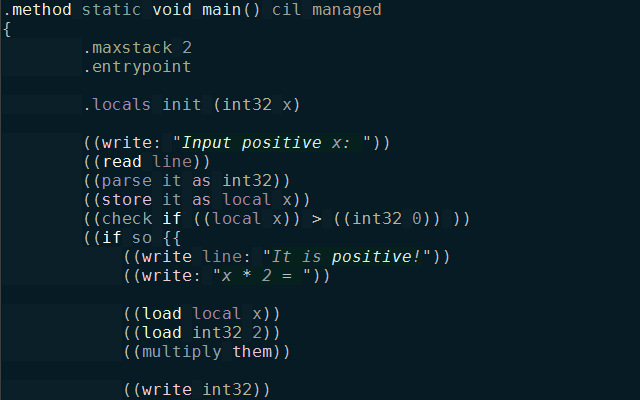 .method static void main() cil managed
{
.maxstack 2
.entrypoint
.locals init (int32 x)
((write: "Input positive x: "))
((read line))
((parse it as int32))
((store it as local x))
((check if ((local x)) > ((int32 0)) ))
((if so {{
((write line: "It is positive!"))
((write: "x * 2 = "))
((load local x))
((load int32 2))
((multiply them))
((write int32))